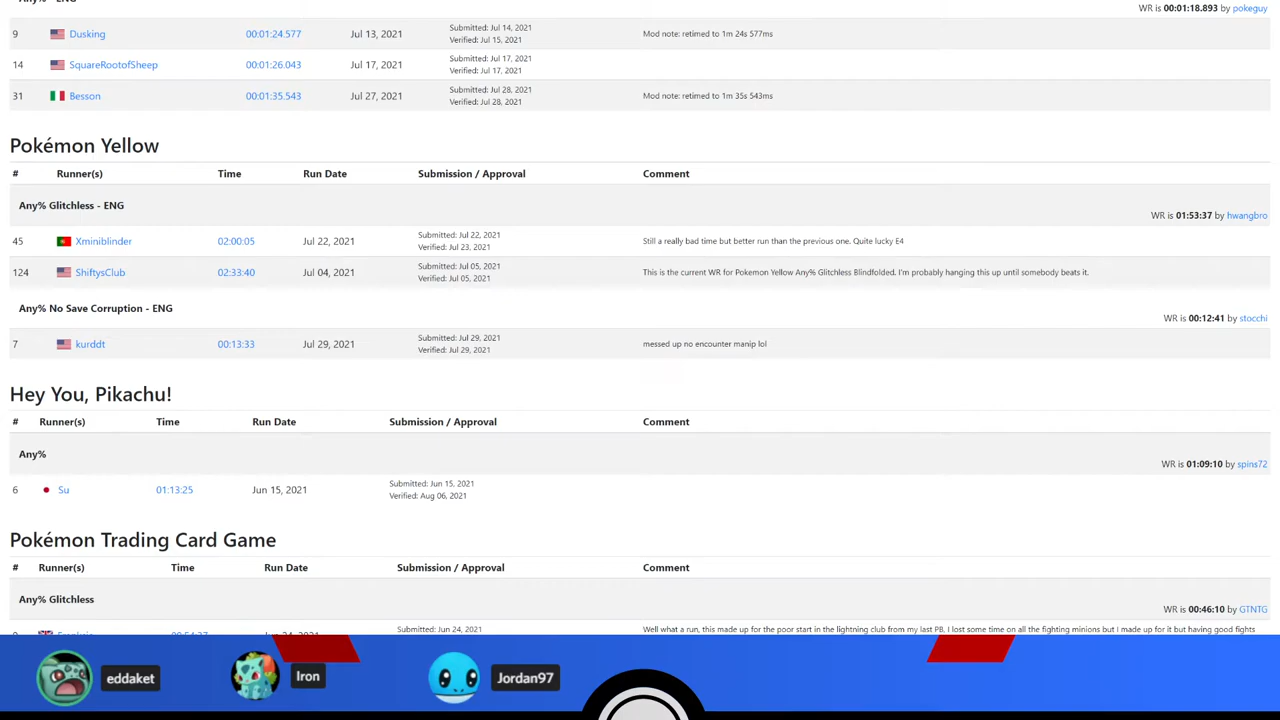 Any% - ENG
WR is 00:01:18.893 by pokeguy
9 Dusking 00:01:24.577 Jul 13, 2021 Submitted: Jul 14, 2021 Mod note: retimed to 1m 24s 577ms
Verified: Jul 15, 2021
14 SquareRootofSheep 00:01:26.043 Jul 17, 2021 Submitted: Jul 17, 2021
Verified: Jul 17, 2021
31 Besson 00:01:35.543 Jul 27, 2021 Submitted: Jul 28, 2021 Mod note: retimed to 1m 35s 543ms
Verified: Jul 28, 2021
Pokémon Yellow
# Runner(s) Time Run Date Submission / Approval Comment
Any% Glitchless - ENG
WR is 01:53:37 by hwangbro
45 Xminiblinder 02:00:05 Jul 22, 2021 Submitted: Jul 22, 2021 Still a really bad time but better run than the previous one. Quite lucky E4
Verified: Jul 23, 2021
124 ShiftysClub 02:33:40 Jul 04, 2021 Submitted: Jul 05, 2021 This is the current WR for Pokemon Yellow Any% Glitchless Blindfolded. I'm probably hanging this up until somebody beats it.
Verified: Jul 05, 2021
Any% No Save Corruption - ENG
WR is 00:12:41 by stocchi
7 kurddt 00:13:33 Jul 29, 2021 Submitted: Jul 29, 2021 messed up no encounter manip lol
Verified: Jul 29, 2021
Hey You, Pikachu!
# Runner(s) Time Run Date Submission / Approval Comment
Any%
WR is 01:09:10 by spins72
6 Su 01:13:25 Jun 15, 2021 Submitted: Jun 15, 2021
Verified: Aug 06, 2021
Pokémon Trading Card Game
# Runner(s) Time Run Date Submission / Approval Comment
Any% Glitchless
WR is 00:46:10 by GTNTG
Submitted: Jun 24, 2021 Well what a run, this made up for the poor start in the lightning club from my last PB. I lost some time on all the fighting minions but I made up for it but having good fights
eddaket Iron Jordan97